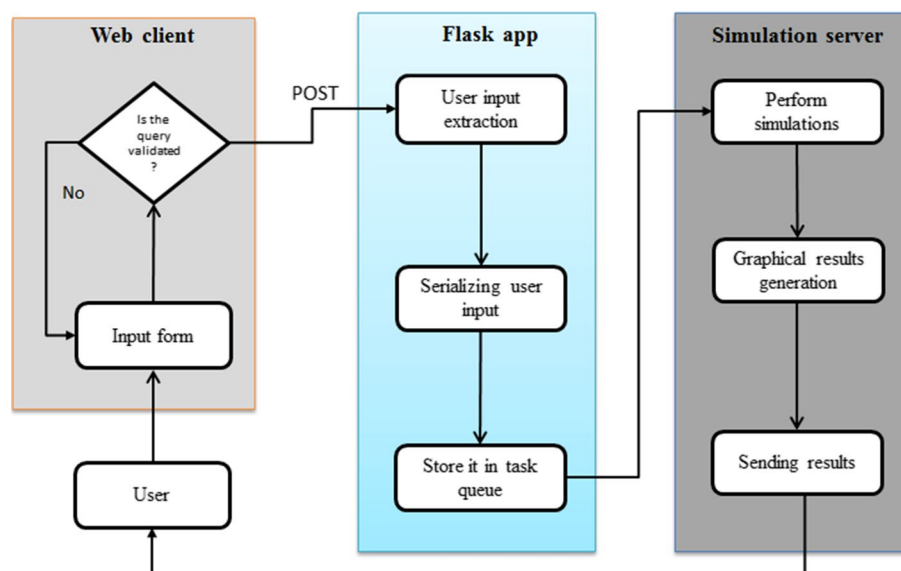 Web client
Is the
query
validated
?
No
Input form
User
POST
Flask app
User input
extraction
Serializing user
input
Store it in task
queue
Simulation server
Perform
simulations
Graphical results
generation
Sending results